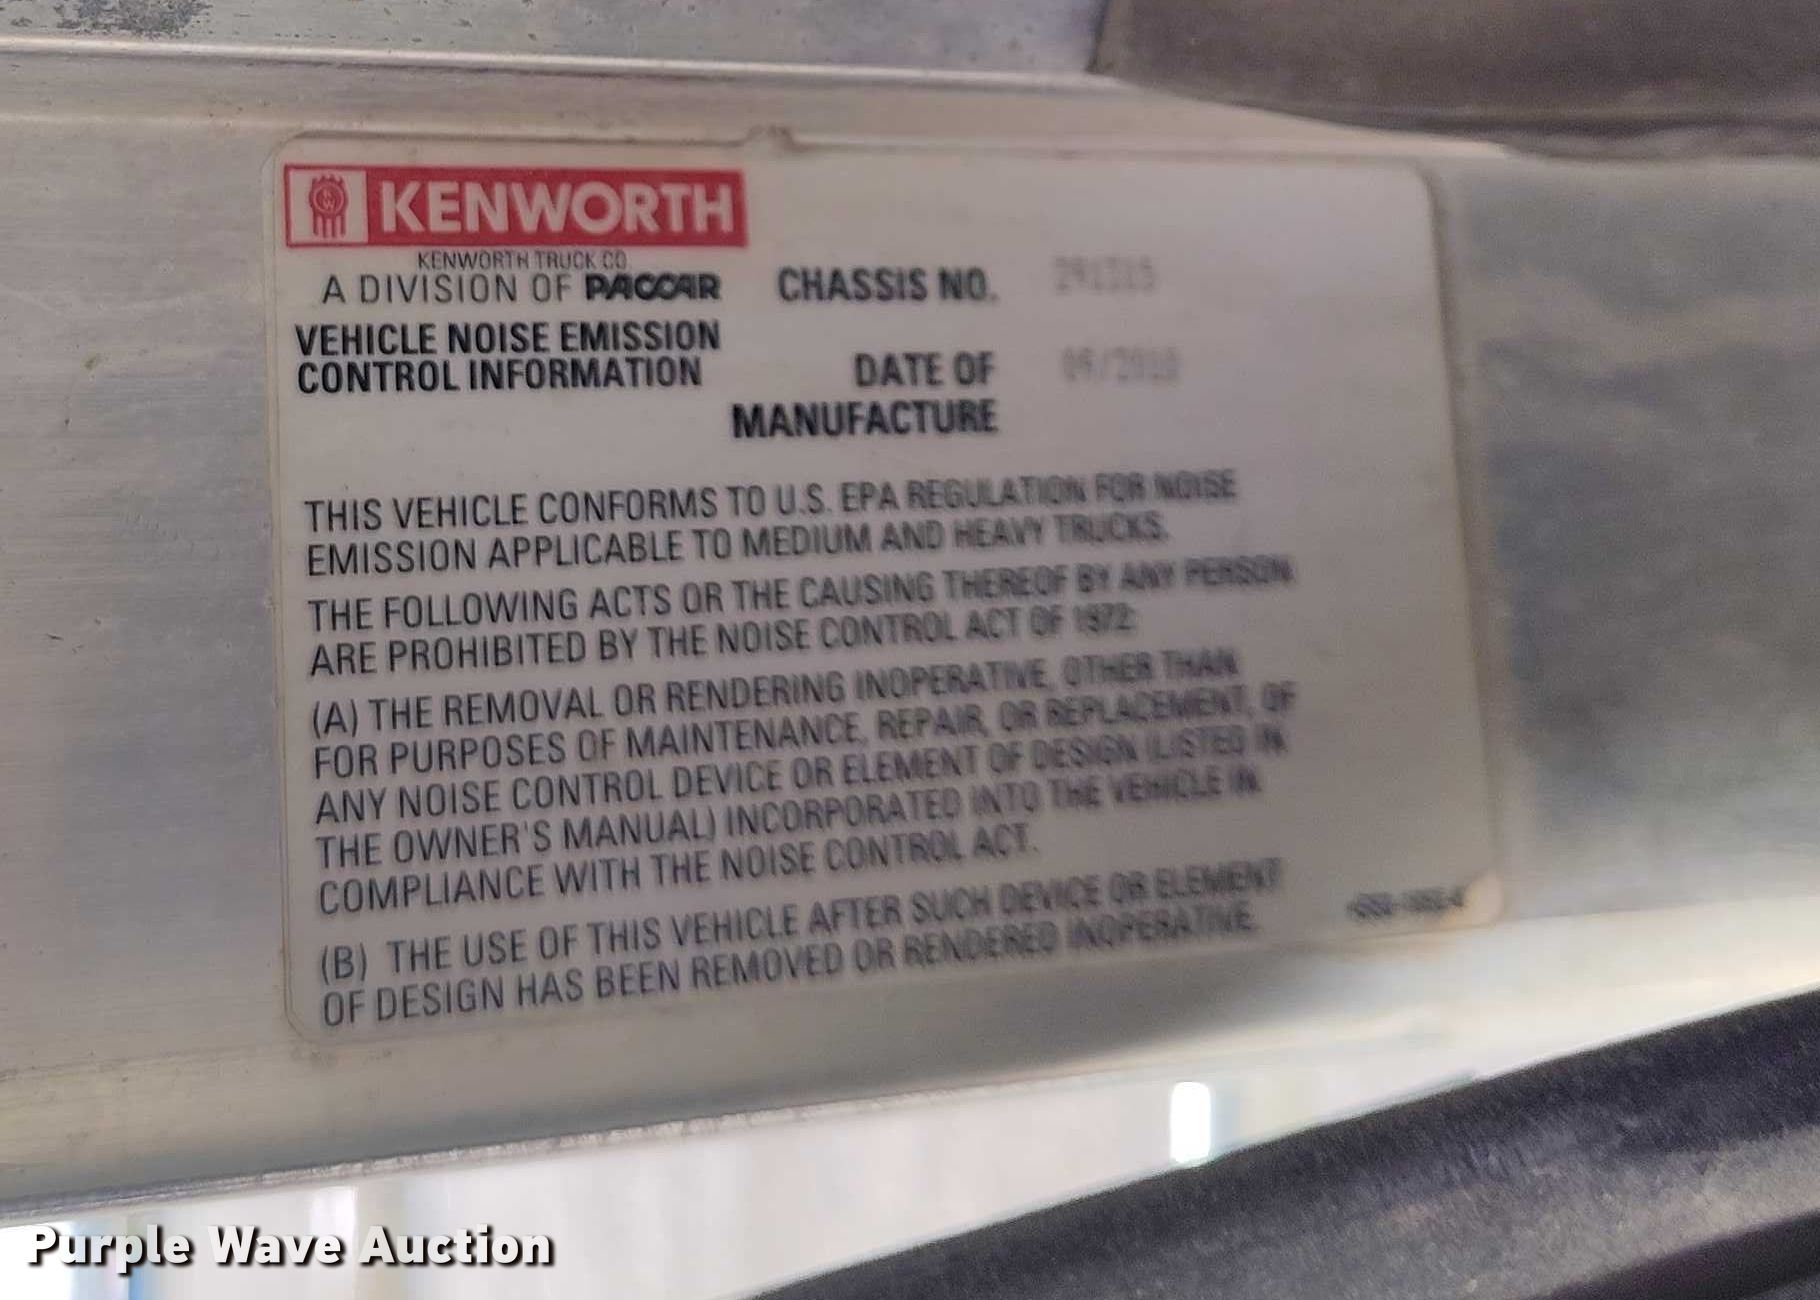 KENWORTH
KENWORTH TRUCK CO.
A DIVISION OF PACCAR
VEHICLE NOISE EMISSION
CONTROL INFORMATION
CHASSIS NO.
DATE OF
MANUFACTURE
THIS VEHICLE CONFORMS TO U.S. EPA REGULATION FOR NOISE
EMISSION APPLICABLE TO MEDIUM AND HEAVY TRUCKS.
THE FOLLOWING ACTS OR THE CAUSING THEREOF BY ANY PERSON
ARE PROHIBITED BY THE NOISE CONTROL ACT OF 1972:
(A) THE REMOVAL OR RENDERING INOPERATIVE, OTHER THAN
FOR PURPOSES OF MAINTENANCE, REPAIR, OR REPLACEMENT, OF
ANY NOISE CONTROL DEVICE OR ELEMENT OF DESIGN (LISTED IN
THE OWNER'S MANUAL) INCORPORATED INTO THE VEHICLE IN
COMPLIANCE WITH THE NOISE CONTROL ACT.
(B) THE USE OF THIS VEHICLE AFTER SUCH DEVICE OR ELEMENT
OF DESIGN HAS BEEN REMOVED OR RENDERED INOPERATIVE.
Purple Wave Auction